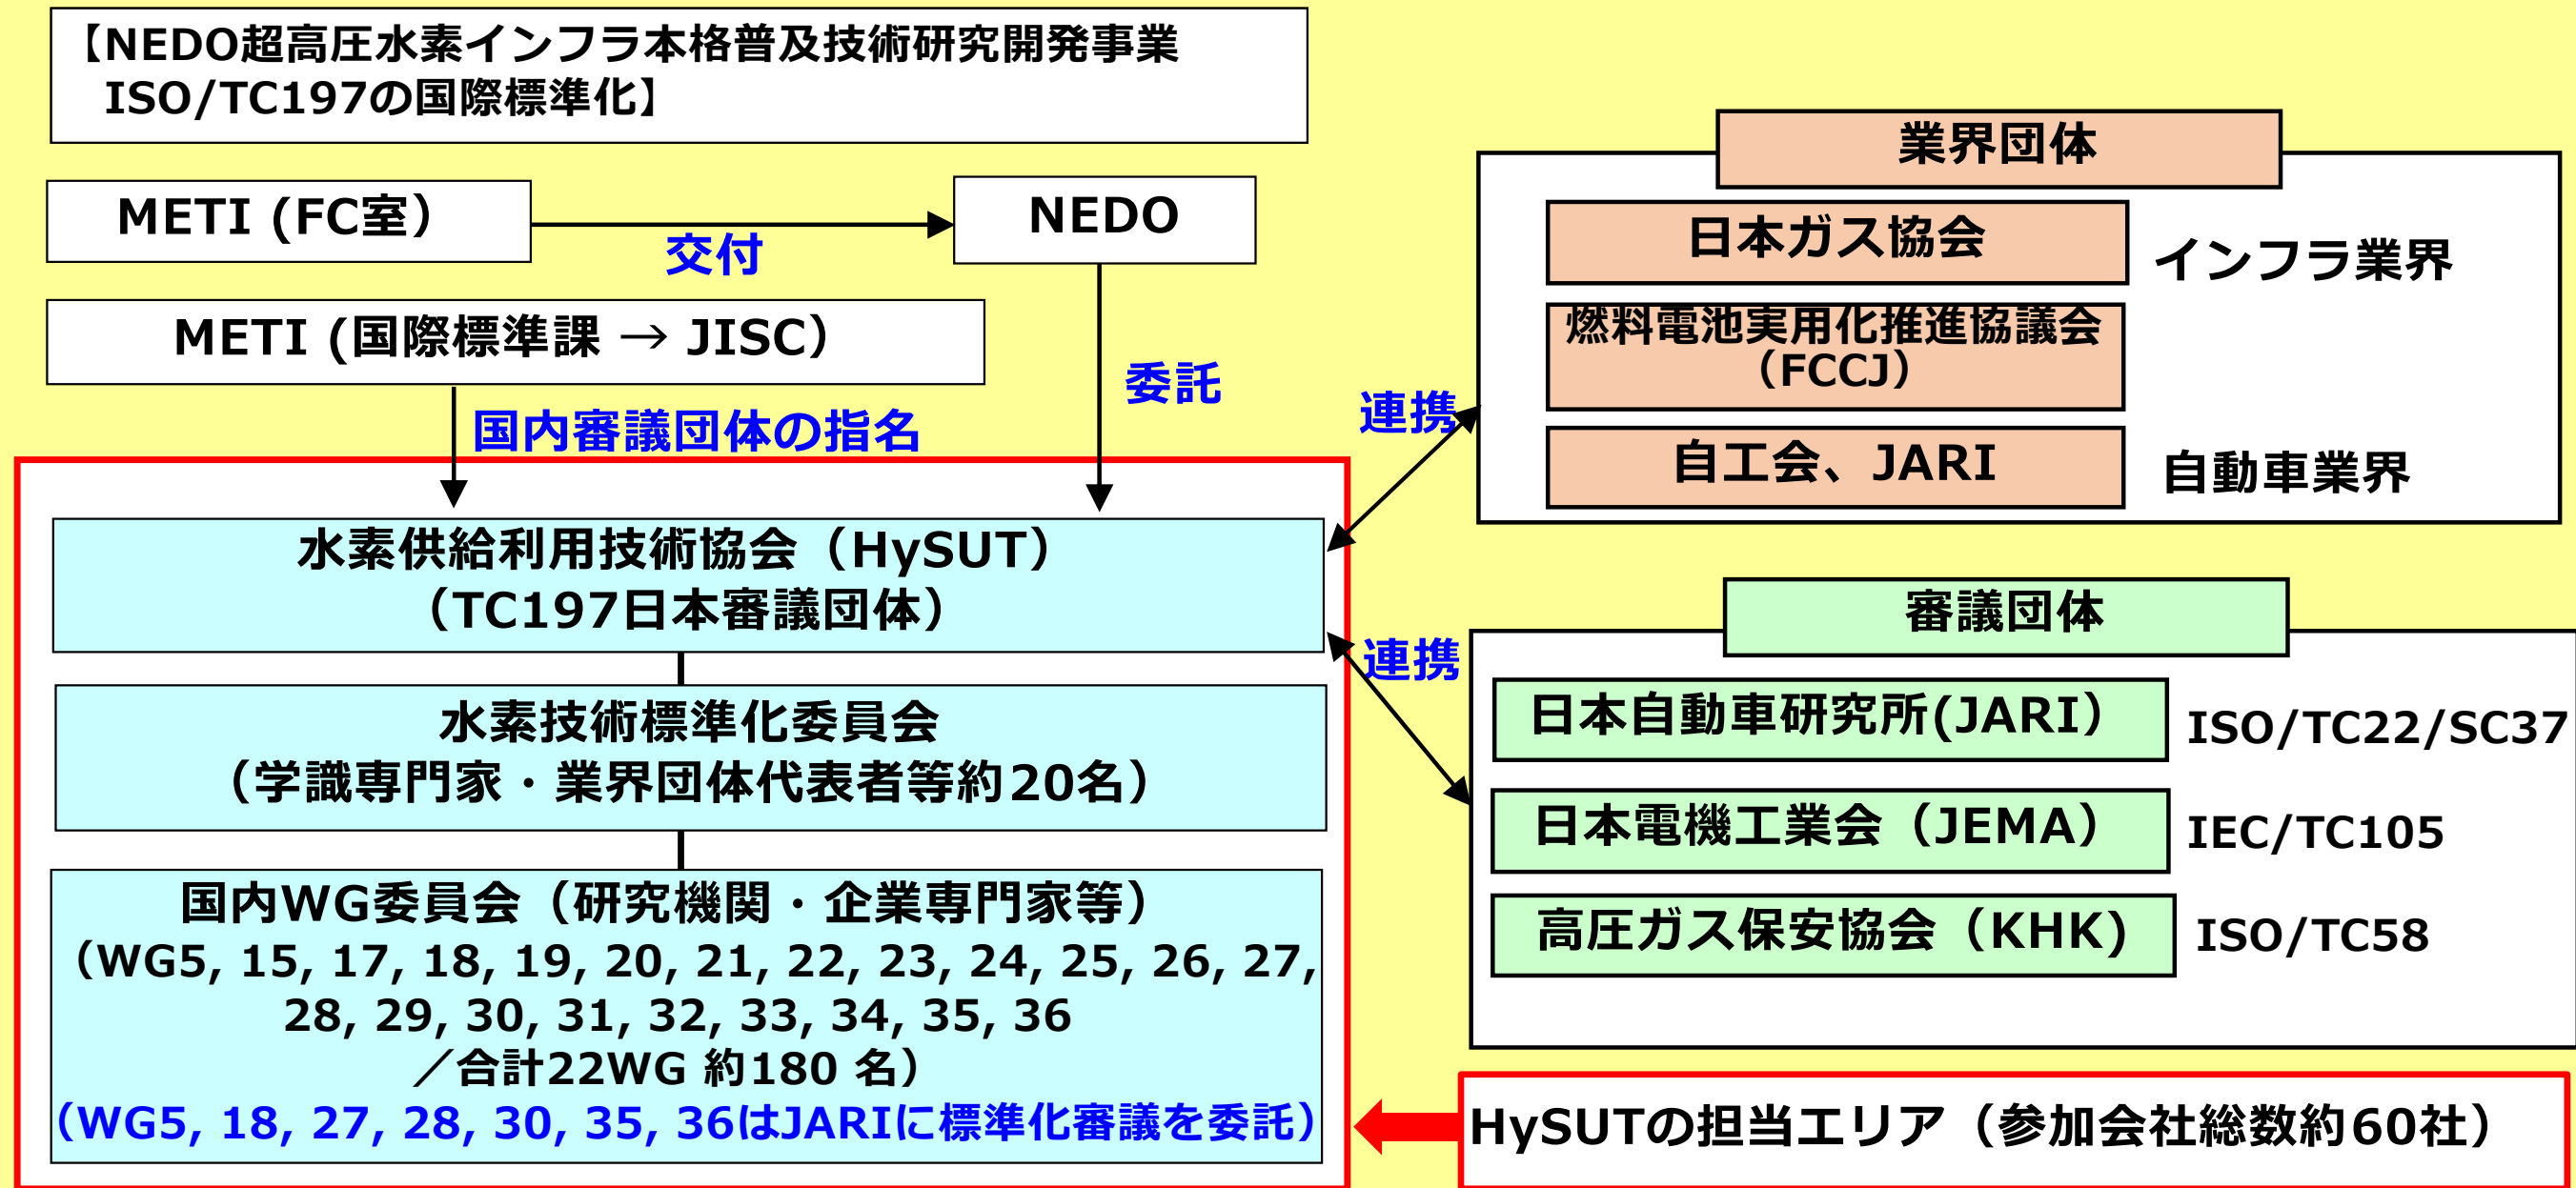 【NEDO超高圧水素インフラ本格普及技術研究開発事業
ISO/TC197の国際標準化】
METI (FC室）
交付
NEDO
METI (国際標準課 → JISC）
国内審議団体の指名
委託
連携
業界団体
日本ガス協会
インフラ業界
燃料電池実用化推進協議会
（FCCJ）
自工会、JARI
自動車業界
水素供給利用技術協会（HySUT）
（TC197日本審議団体）
水素技術標準化委員会
（学識専門家・業界団体代表者等約20名）
国内WG委員会（研究機関・企業専門家等）
（WG5, 15, 17, 18, 19, 20, 21, 22, 23, 24, 25, 26, 27,
28, 29, 30, 31, 32, 33, 34, 35, 36
／合計22WG 約180 名）
（WG5, 18, 27, 28, 30, 35, 36はJARIに標準化審議を委託）
連携
審議団体
日本自動車研究所(JARI）
ISO/TC22/SC37
日本電機工業会（JEMA）
IEC/TC105
高圧ガス保安協会（KHK)
ISO/TC58
HySUTの担当エリア（参加会社総数約60社）